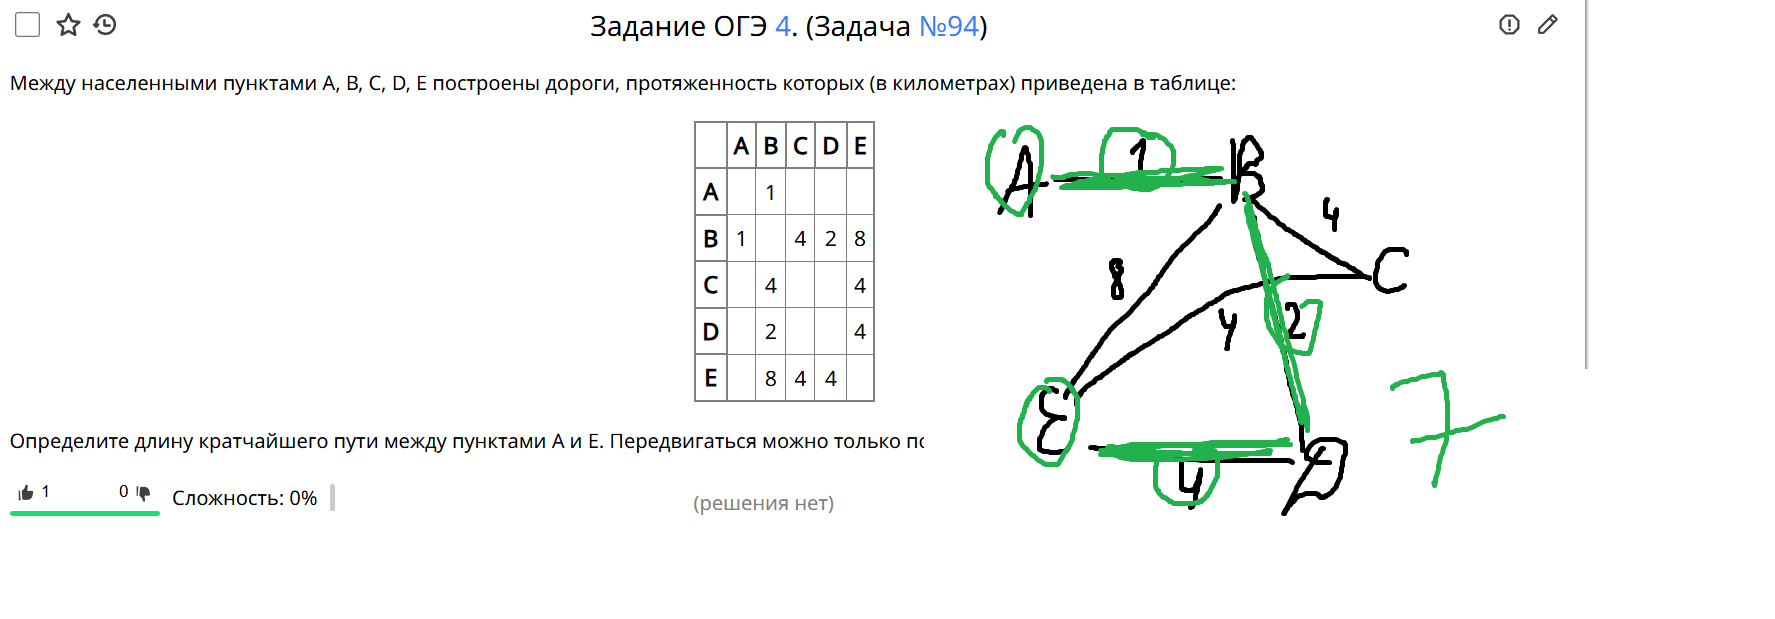 Задание ОГЭ 4. (Задача №94)
Между населенными пунктами A, B, C, D, E построены дороги, протяженность которых (в километрах) приведена в таблице:
A B C D E
A 1
B 1 4 2 8
C 4 4
D 2 4
E 8 4 4
A 1 B
4
8 C
4 2
E
4 D
7
Определите длину кратчайшего пути между пунктами A и E. Передвигаться можно только
1 0 Сложность: 0%
(решения нет)